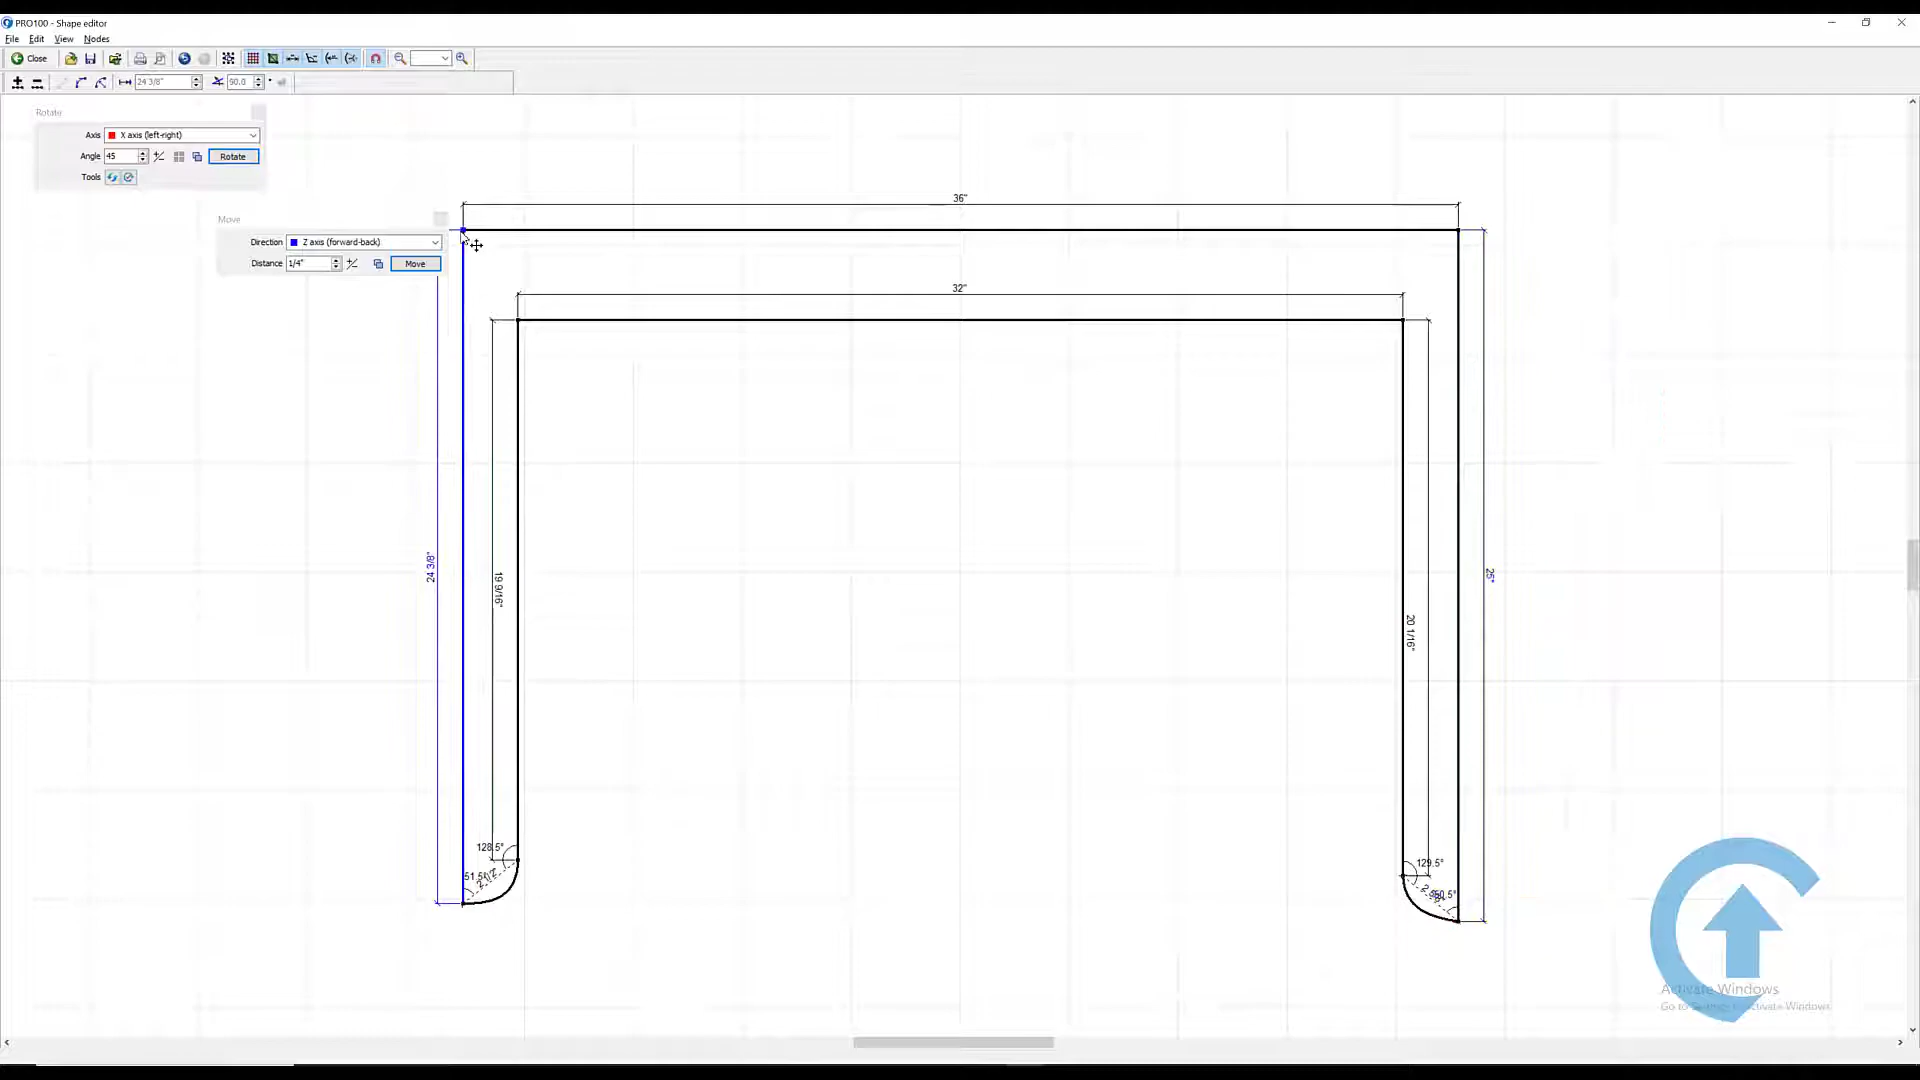 PRO100 - Shape editor
File Edit View Nodes
Close
24 3/8" 90.0 °
Rotate
Axis X axis (left-right)
Angle 45 Rotate
Tools
Move
Direction Z axis (forward-back)
Distance 1/4" Move
36"
32"
24 3/8"
19 9/16"
20 1/16"
25"
128.5°
129.5°
Activate Windows